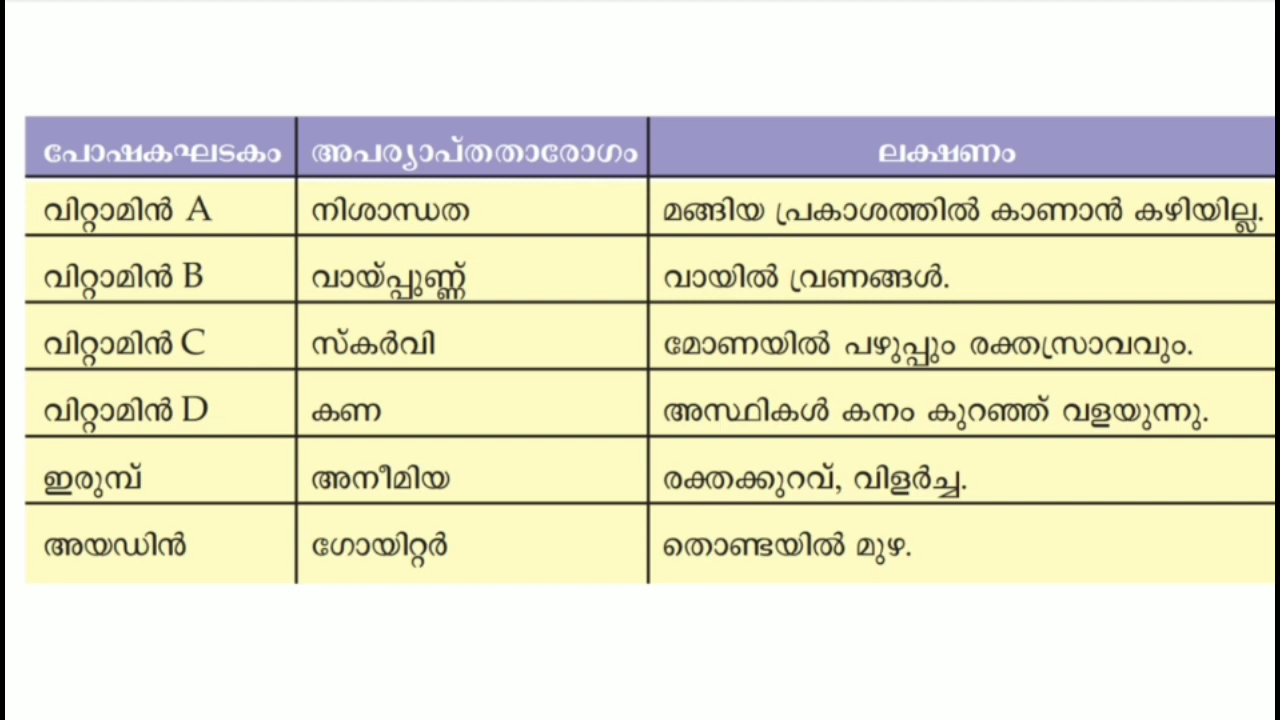 പോഷകഘടകം അപര്യാപ്തതാരോഗം ലക്ഷണം
വിറ്റാമിൻ A നിശാന്ധത മങ്ങിയ പ്രകാശത്തിൽ കാണാൻ കഴിയില്ല.
വിറ്റാമിൻ B വായ്പ്പുണ്ണ് വായിൽ വ്രണങ്ങൾ.
വിറ്റാമിൻ C സ്കർവി മോണയിൽ പഴുപ്പും രക്തസ്രാവവും.
വിറ്റാമിൻ D കണ അസ്ഥികൾ കനം കുറഞ്ഞ് വളയുന്നു.
ഇരുമ്പ് അനീമിയ രക്തക്കുറവ്, വിളർച്ച.
അയഡിൻ ഗോയിറ്റർ തൊണ്ടയിൽ മുഴ.